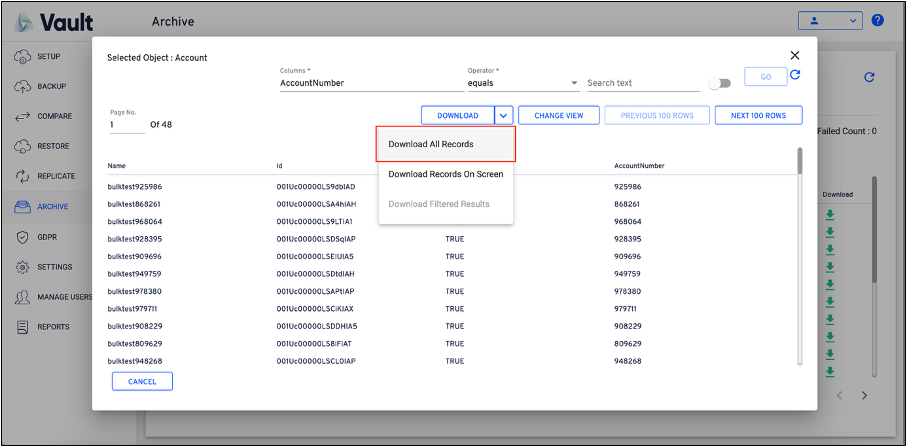 Vault
Archive
?
SETUP
BACKUP
COMPARE
RESTORE
REPLICATE
ARCHIVE
GDPR
SETTINGS
MANAGE USERS
REPORTS
Selected Object : Account
Columns *
AccountNumber
Operator *
equals
Search text
GO
Page No.
1 Of 48
DOWNLOAD
CHANGE VIEW
PREVIOUS 100 ROWS
NEXT 100 ROWS
Failed Count : 0
Download All Records
Download Records On Screen
Download Filtered Results
Name Id AccountNumber
Download
bulktest925986 001Uc00000LS9dbIAD 925986
bulktest868261 001Uc00000LSA4hIAH 868261
bulktest968064 001Uc00000LS9LTIA1 968064
bulktest928395 001Uc00000LSDSqIAP TRUE 928395
bulktest909696 001Uc00000LSEIUIA5 TRUE 909696
bulktest949759 001Uc00000LSDtdIAH TRUE 949759
bulktest978380 001Uc00000LSAPtIAP TRUE 978380
bulktest979711 001Uc00000LSCiKIAX TRUE 979711
bulktest908229 001Uc00000LSDDHIA5 TRUE 908229
bulktest809629 001Uc00000LS8iFIAT TRUE 809629
bulktest948268 001Uc00000LSCL0IAP TRUE 948268
CANCEL